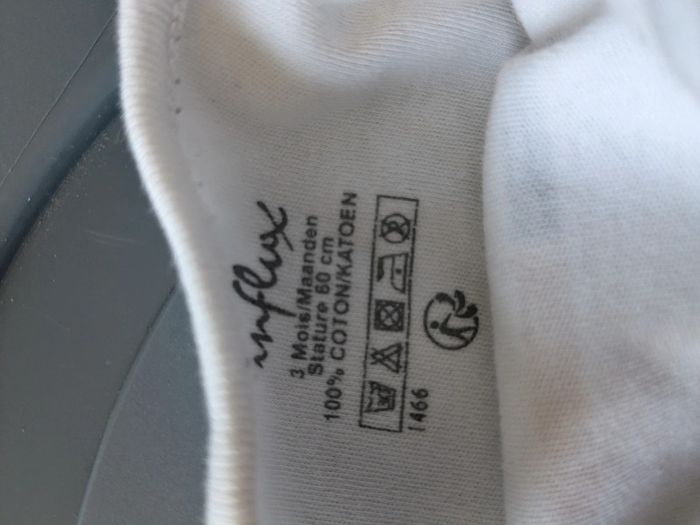 influx
3 Mois/Maanden
Stature 60 cm
100% COTON/KATOEN
1466